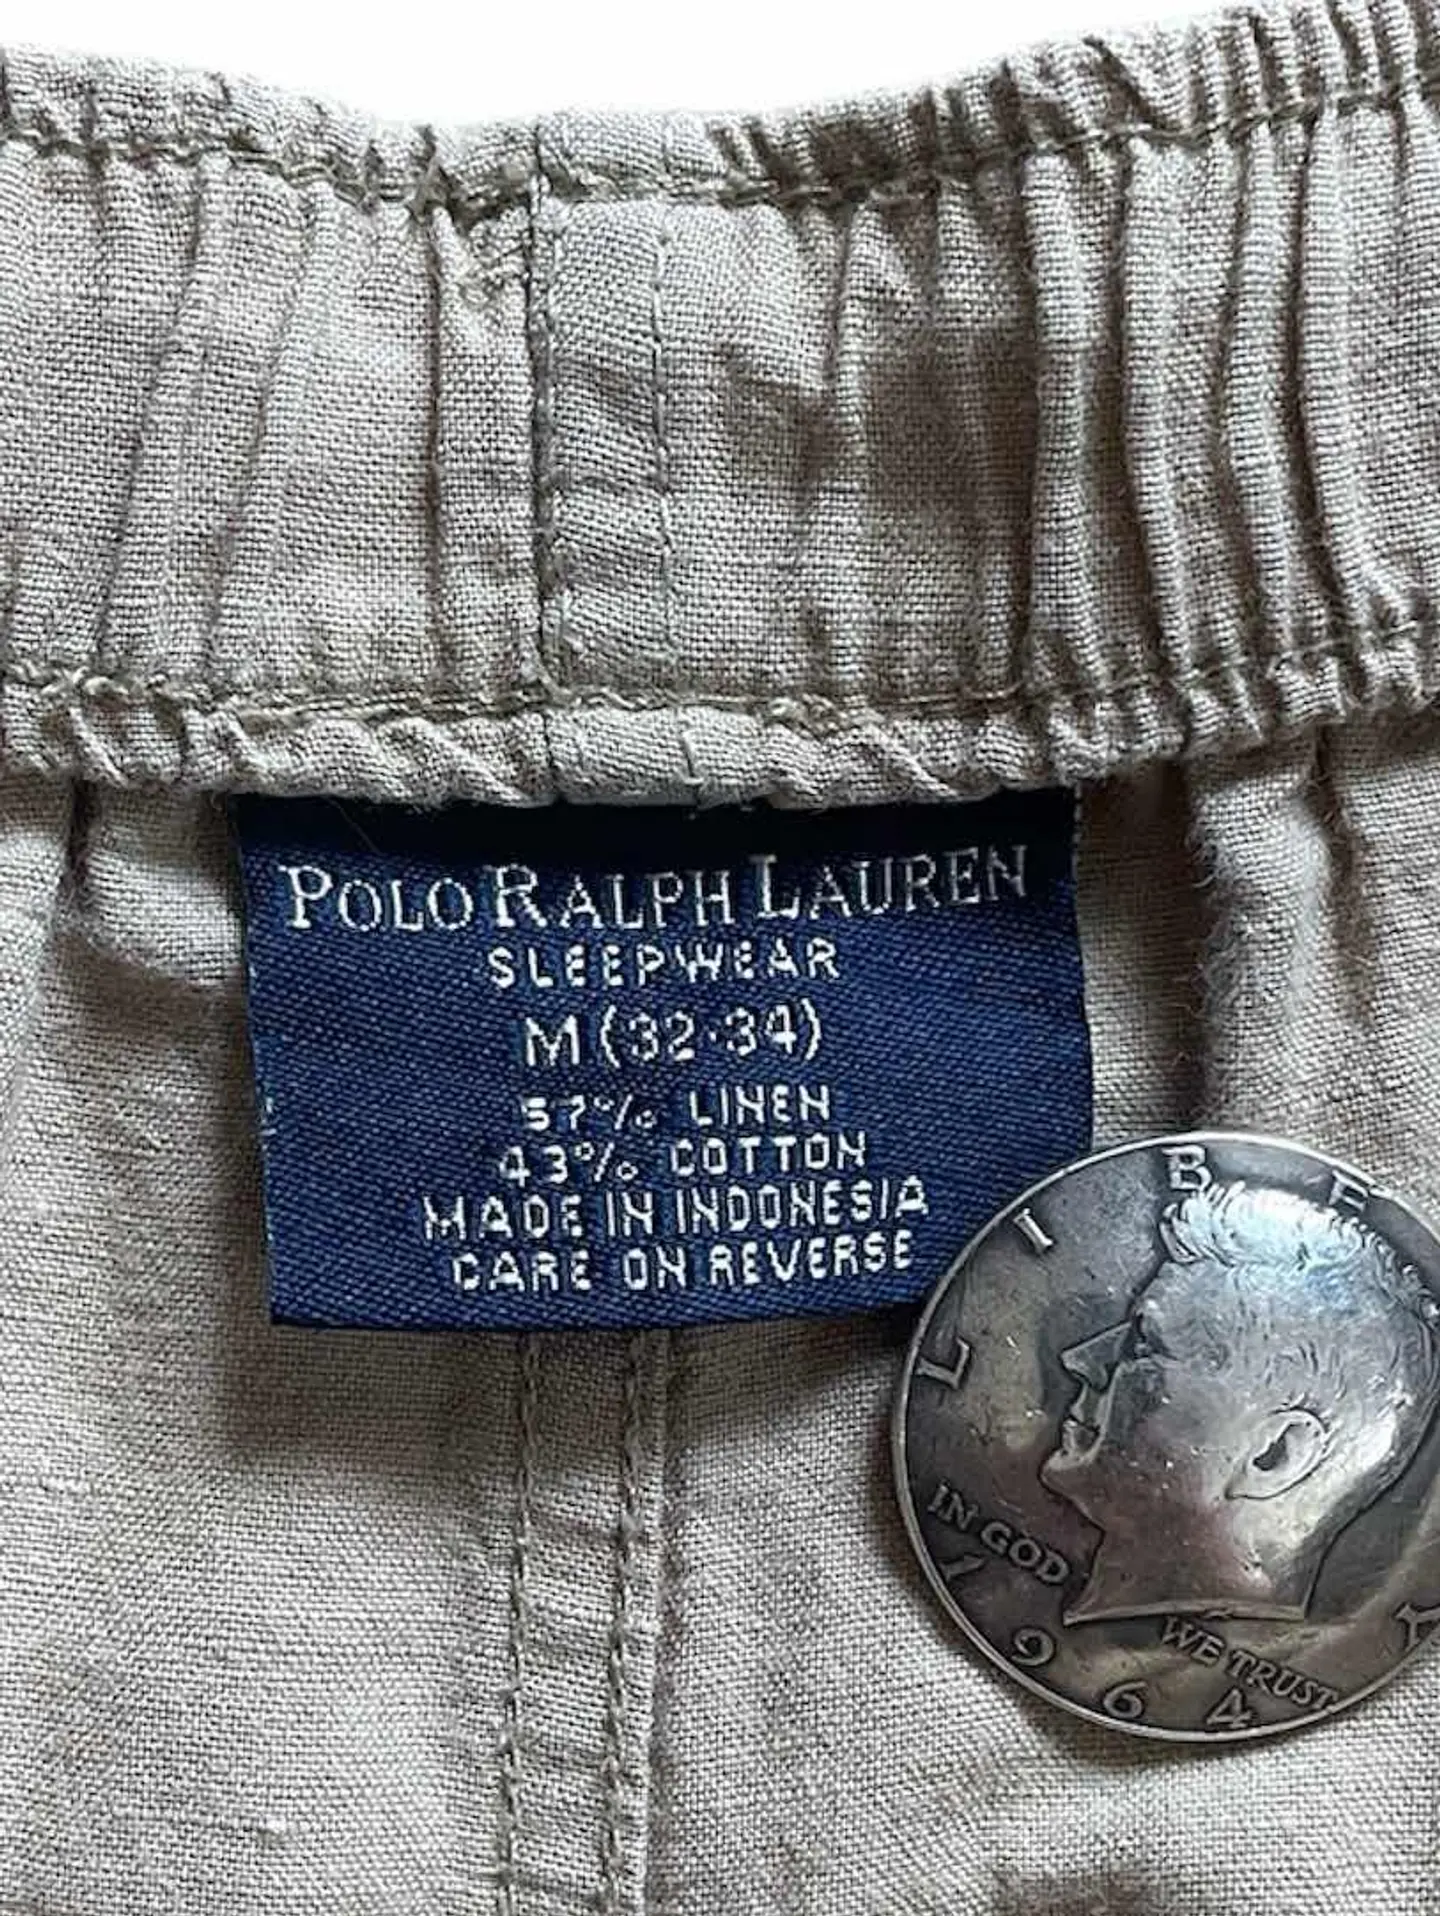 POLO RALPH LAUREN
SLEEPWEAR
M (32-34)
57% LINEN
43% COTTON
MADE IN INDONESIA
CARE ON REVERSE
L I B E
IN GOD
WE TRUST
1964